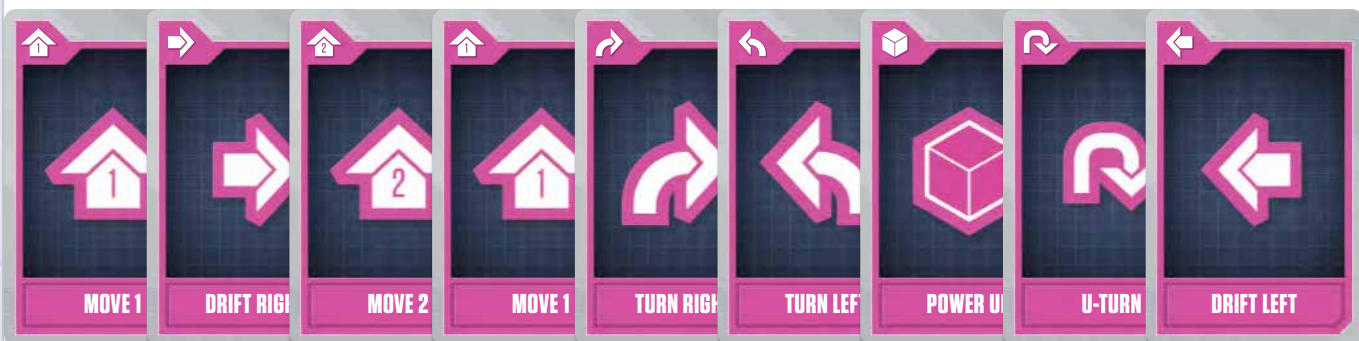 1
2
1
1
2
1
MOVE 1
DRIFT RIGH
MOVE 2
MOVE 1
TURN RIGH
TURN LEF
POWER U
U-TURN
DRIFT LEFT